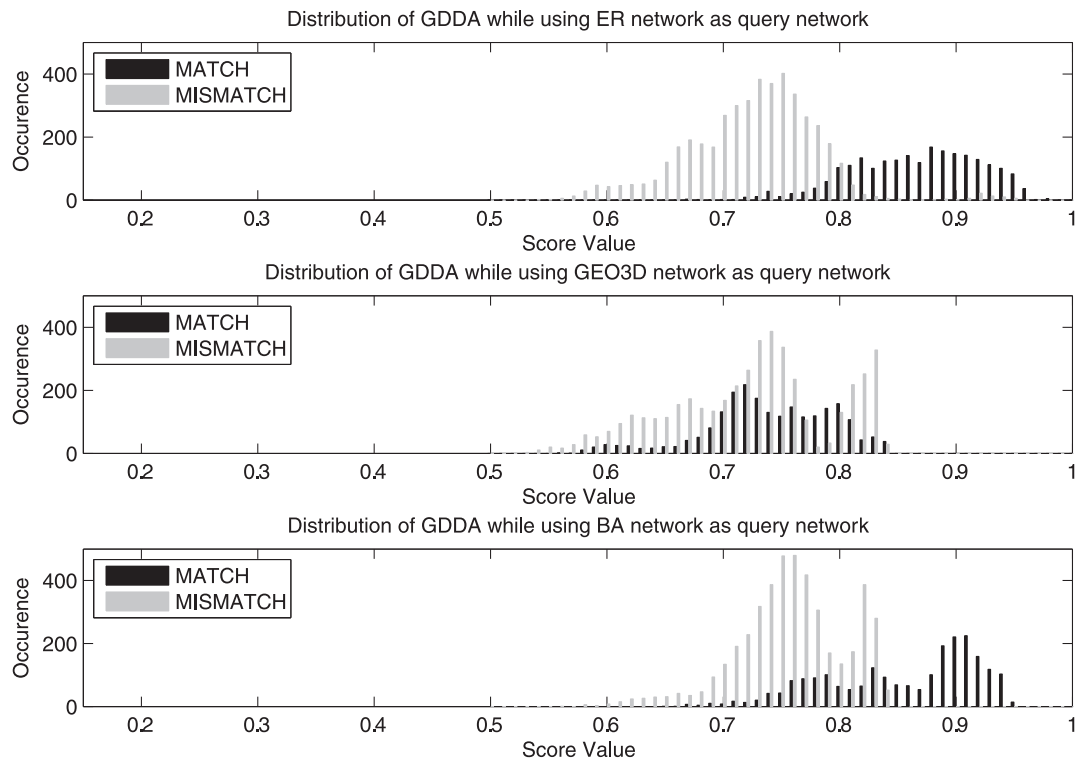 Distribution of GDDA while using ER network as query network
MATCH
MISMATCH
Occurence
400
200
0
0.2 0.3 0.4 0.5 0.6 0.7 0.8 0.9 1
Score Value
Distribution of GDDA while using GEO3D network as query network
MATCH
MISMATCH
Occurence
400
200
0
0.2 0.3 0.4 0.5 0.6 0.7 0.8 0.9 1
Score Value
Distribution of GDDA while using BA network as query network
MATCH
MISMATCH
Occurence
400
200
0
0.2 0.3 0.4 0.5 0.6 0.7 0.8 0.9 1
Score Value